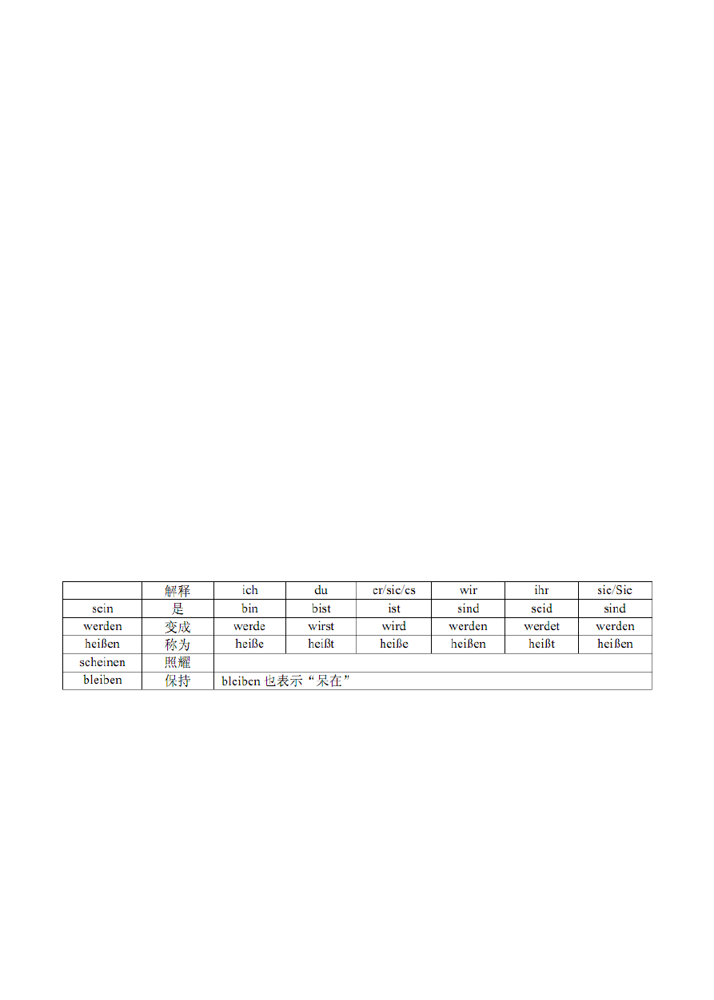 解释 ich du er/sie/es wir ihr sie/Sie
sein 是 bin bist ist sind seid sind
werden 变成 werde wirst wird werden werdet werden
heißen 称为 heiße heißt heiße heißen heißt heißen
scheinen 照耀
bleiben 保持 bleiben 也表示“呆在”